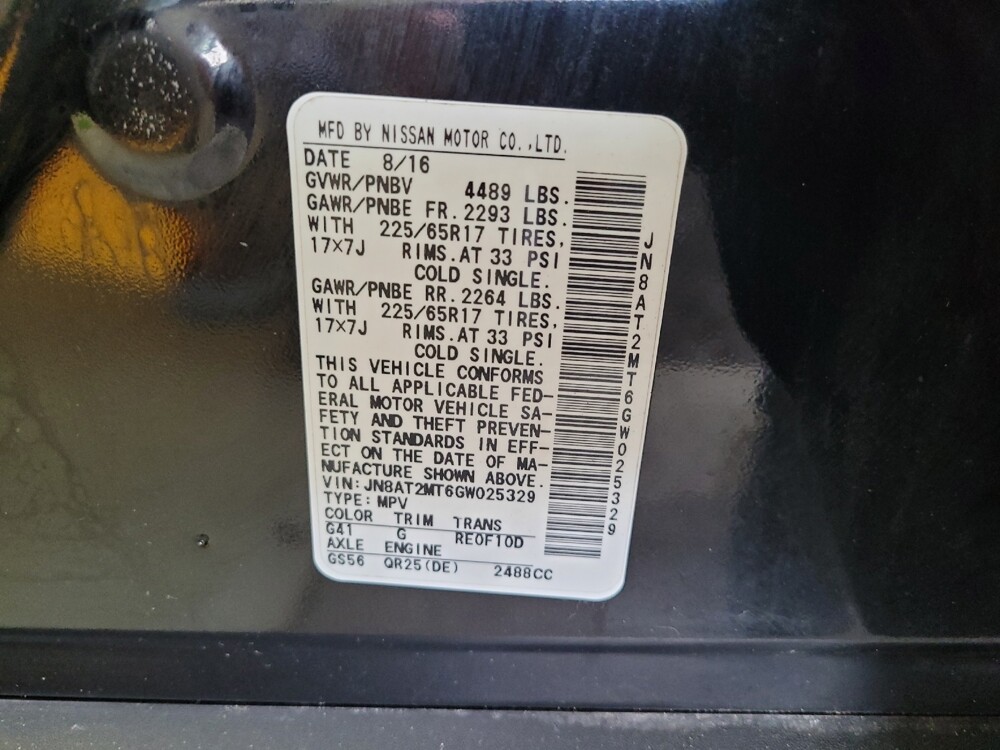 MFD BY NISSAN MOTOR CO.,LTD.
DATE 8/16
GVWR/PNBV 4489 LBS.
GAWR/PNBE FR. 2293 LBS.
WITH 225/65R17 TIRES,
17×7J RIMS.AT 33 PSI
COLD SINGLE.
GAWR/PNBE RR. 2264 LBS.
WITH 225/65R17 TIRES,
17×7J RIMS.AT 33 PSI
COLD SINGLE.
THIS VEHICLE CONFORMS
TO ALL APPLICABLE FED-
ERAL MOTOR VEHICLE SA-
FETY AND THEFT PREVEN-
TION STANDARDS IN EFF-
ECT ON THE DATE OF MA-
NUFACTURE SHOWN ABOVE.
VIN:JN8AT2MT6GW025329
TYPE:MPV
COLOR TRIM TRANS
G41 G RE0F10D
AXLE ENGINE
GS56 QR25(DE) 2488CC
JN8AT2MT6GW025329